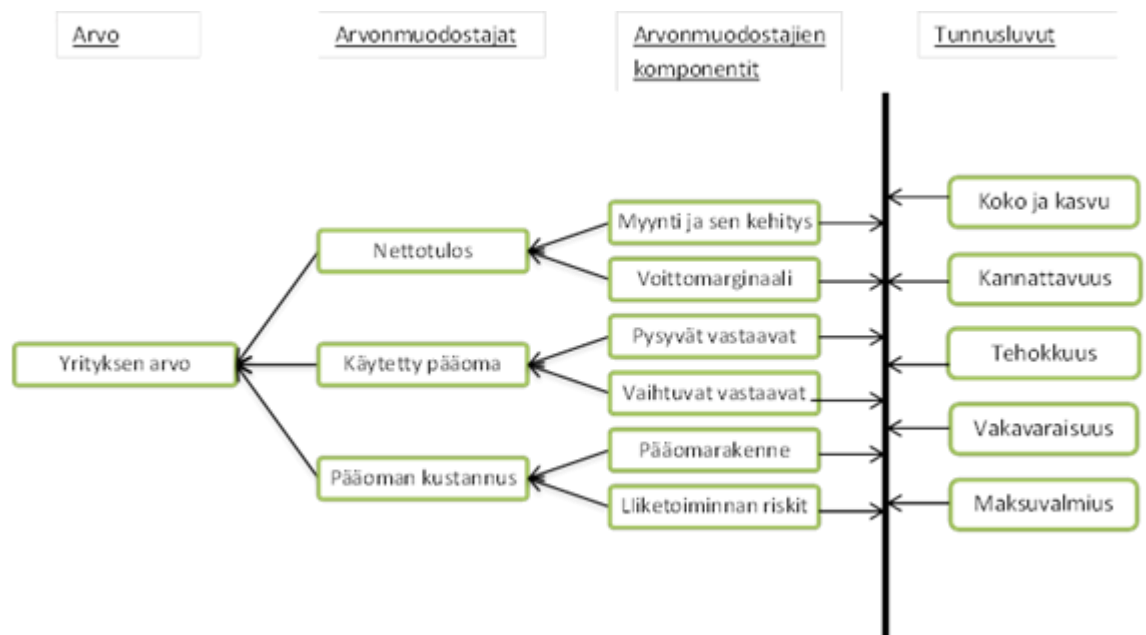 Arvo
Arvonmuodostajat
Arvonmuodostajien
komponentit
Tunnusluvut
Yrityksen arvo
Nettotulos
Käytetty pääoma
Pääoman kustannus
Myynti ja sen kehitys
Voittomarginaali
Pysyvät vastaavat
Vaihtuvat vastaavat
Pääomarakenne
Lliketoiminnan riskit
Koko ja kasvu
Kannattavuus
Tehokkuus
Vakavaraisuus
Maksuvalmius